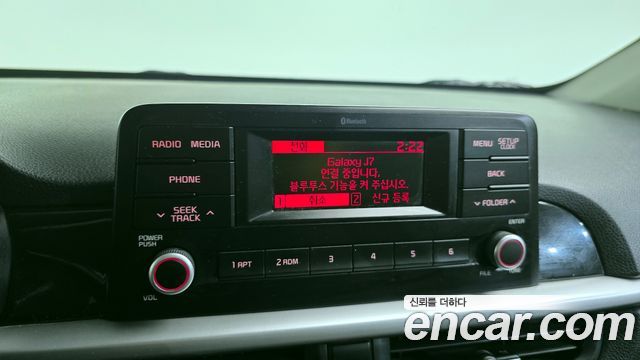 Bluetooth
RADIO MEDIA
PHONE
SEEK
TRACK
POWER
PUSH
VOL
전화 2:22
Galaxy J7
연결 중입니다.
블루투스 기능을 켜 주십시오.
1 취소 2 신규 등록
MENU SETUP
CLOCK
BACK
FOLDER
ENTER
1 APT 2 RDM 3 4 5 6
FILE
신뢰를 더하다
encar.com